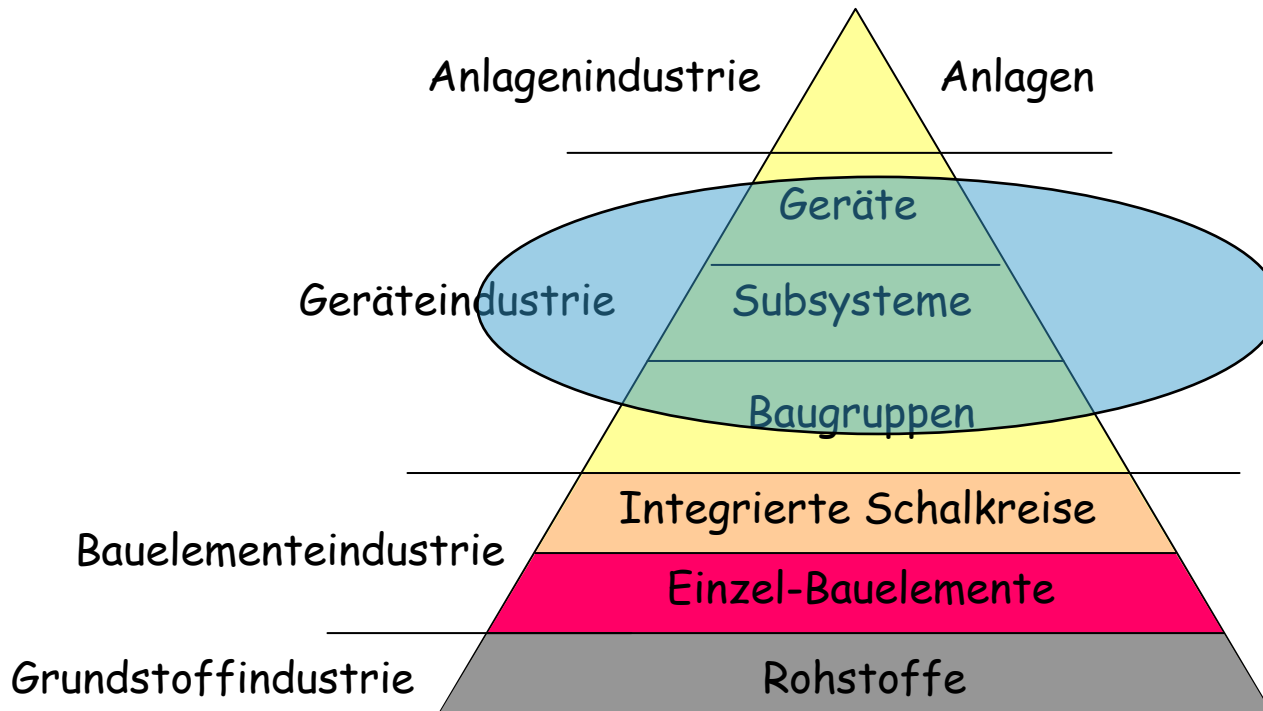 Anlagenindustrie
Anlagen
Geräte
Geräteindustrie
Subsysteme
Baugruppen
Integrierte Schalkreise
Bauelementeindustrie
Einzel-Bauelemente
Grundstoffindustrie
Rohstoffe